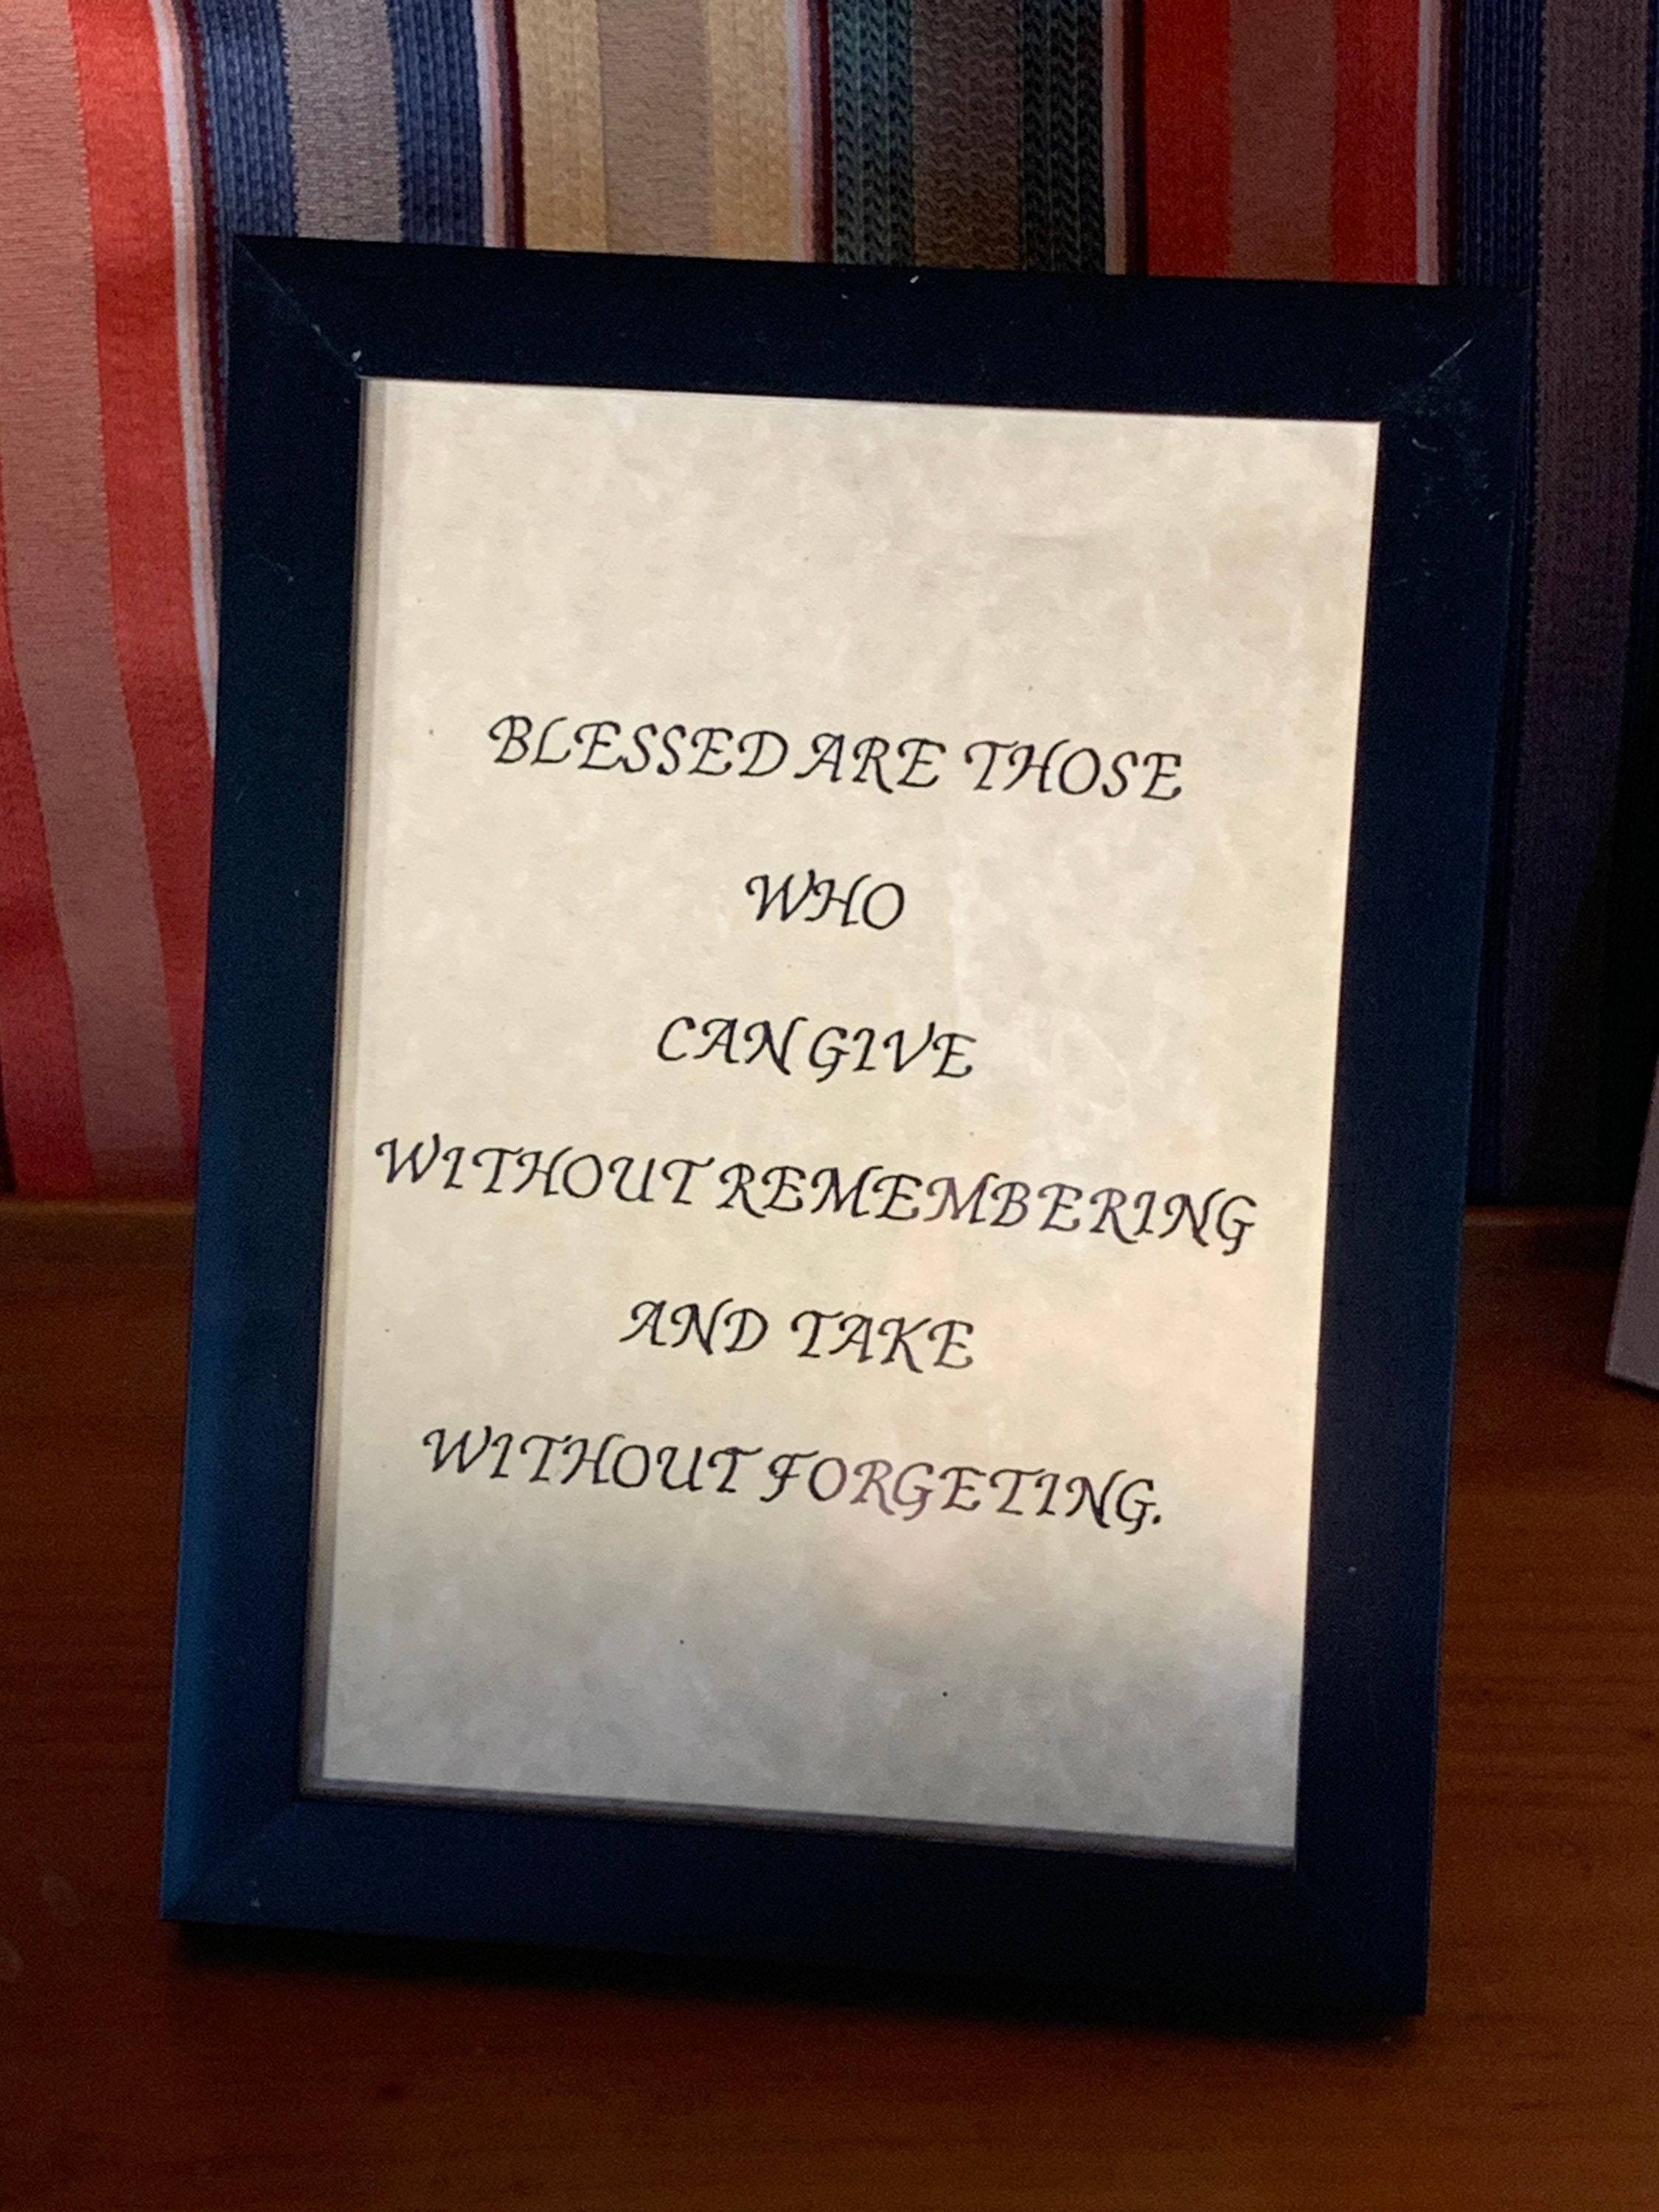 BLESSED ARE THOSE
WHO
CAN GIVE
WITHOUT REMEMBERING
AND TAKE
WITHOUT FORGETING.